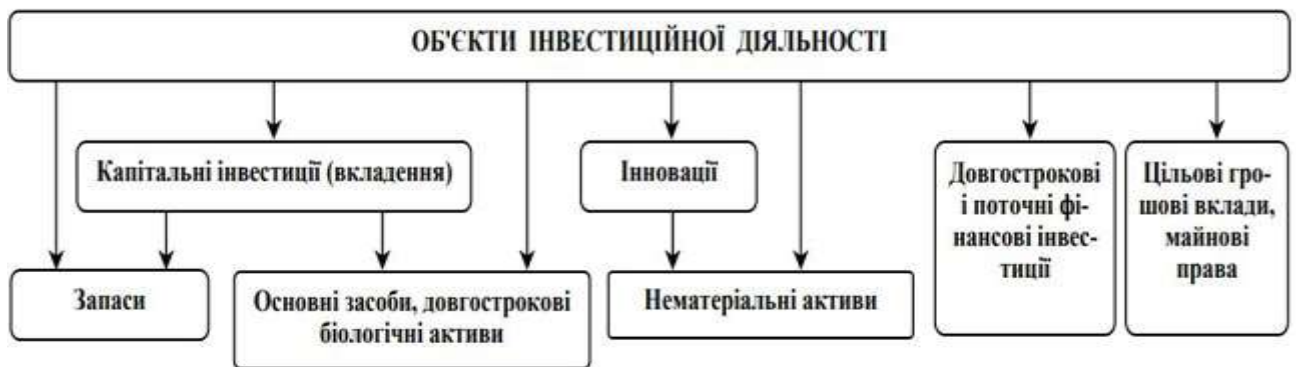 ОБ'ЄКТИ ІНВЕСТИЦІЙНОЇ ДІЯЛЬНОСТІ
Капітальні інвестиції (вкладення)
Інновації
Довгострокові
і поточні фі-
нансові інвес-
тиції
Цільові гро-
шові вклади,
майнові
права
Запаси
Основні засоби, довгострокові
біологічні активи
Нематеріальні активи